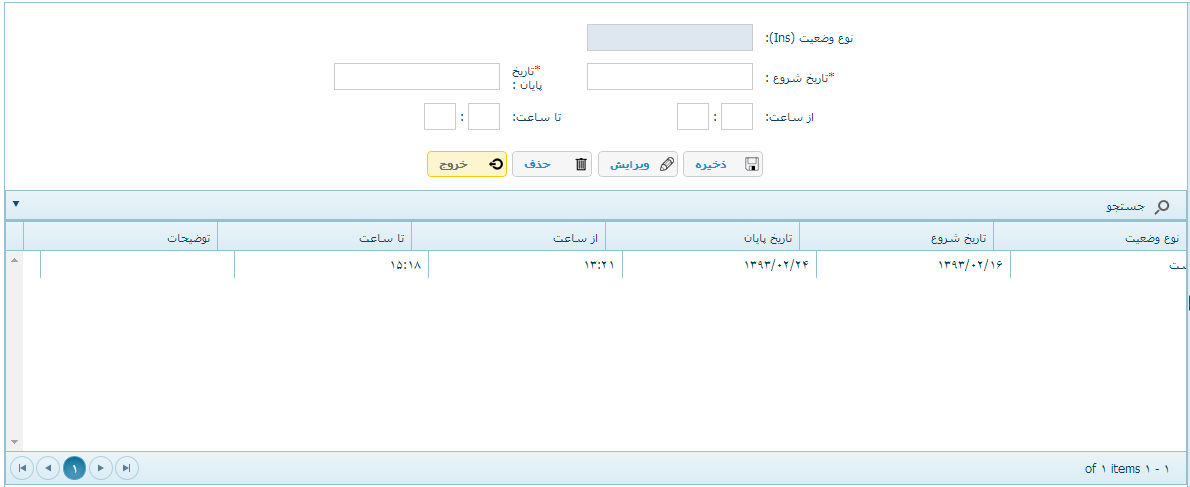 نوع وضعیت (Ins):
*تاریخ شروع : *تاریخ پایان :
از ساعت: : تا ساعت: :
ذخیره ویرایش حذف خروج
جستجو
نوع وضعیت تاریخ شروع تاریخ پایان از ساعت تا ساعت توضیحات
ست ۱۳۹۳/۰۲/۱۶ ۱۳۹۳/۰۲/۲۴ ۱۳:۲۱ ۱۵:۱۸
۱ - ۱ of ۱ items ۱